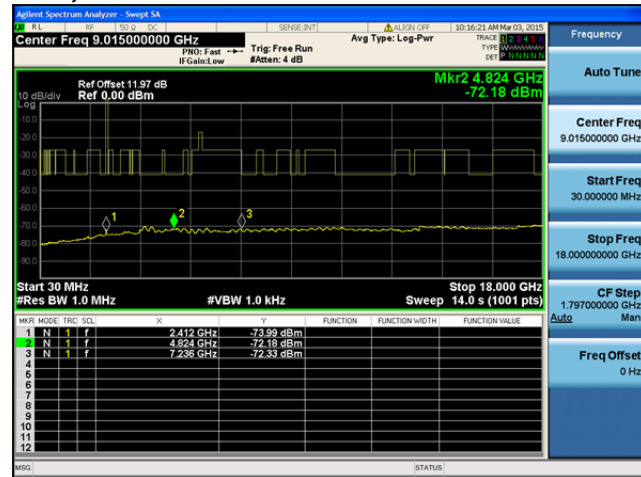 Agilent Spectrum Analyzer - Swept SA
RL RF 50 Ω DC SENSE:INT ALIGN OFF 10:16:21 AM Mar 03, 2015
Center Freq 9.015000000 GHz
PNO: Fast
IFGain:Low
Trig: Free Run
#Atten: 4 dB
Avg Type: Log-Pwr
TRACE 1 2 3 4 5 6
TYPE
DET P N N N N N
Ref Offset 11.97 dB
Ref 0.00 dBm
10 dB/div
Log
Mkr2 4.824 GHz
-72.18 dBm
-10.0
-20.0
-30.0
-40.0
-50.0
-60.0
-70.0
-80.0
-90.0
1
2
3
Start 30 MHz
Stop 18.000 GHz
#Res BW 1.0 MHz #VBW 1.0 kHz Sweep 14.0 s (1001 pts)
MKR MODE TRC SCL X Y FUNCTION FUNCTION WIDTH FUNCTION VALUE
1 N 1 f 2.412 GHz -73.99 dBm
2 N 1 f 4.824 GHz -72.18 dBm
3 N 1 f 7.236 GHz -72.33 dBm
4
5
6
7
8
9
10
11
12
MSG STATUS
Frequency
Auto Tune
Center Freq
9.015000000 GHz
Start Freq
30.000000 MHz
Stop Freq
18.000000000 GHz
CF Step
1.797000000 GHz
Auto Man
Freq Offset
0 Hz